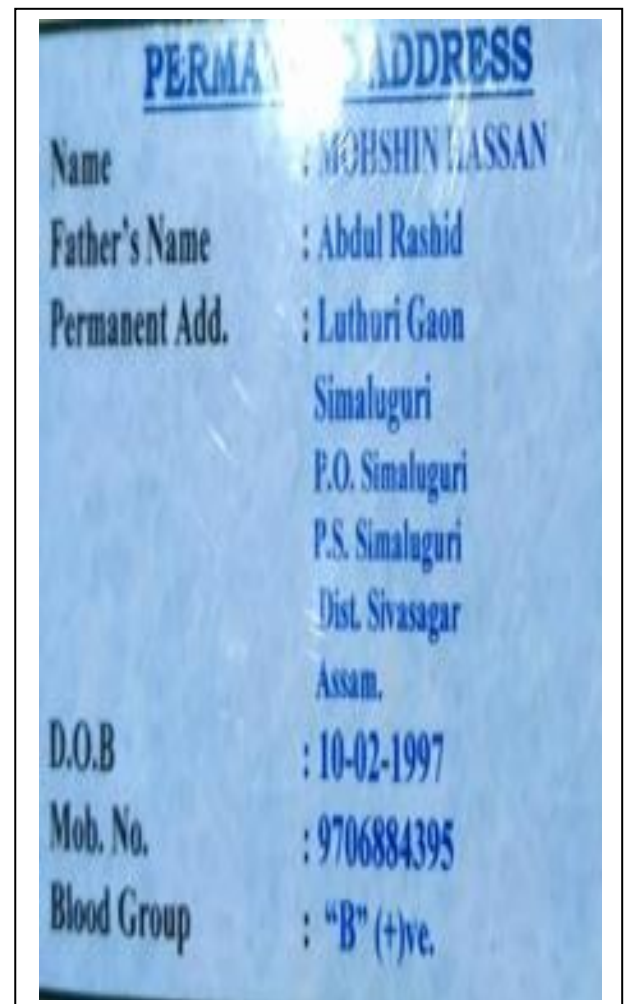 PERMANENT ADDRESS
Name : MOHSHIN HASSAN
Father's Name : Abdul Rashid
Permanent Add. : Luthuri Gaon
Simaluguri
P.O. Simaluguri
P.S. Simaluguri
Dist. Sivasagar
Assam.
D.O.B : 10-02-1997
Mob. No. : 9706884395
Blood Group : “B” (+)ve.